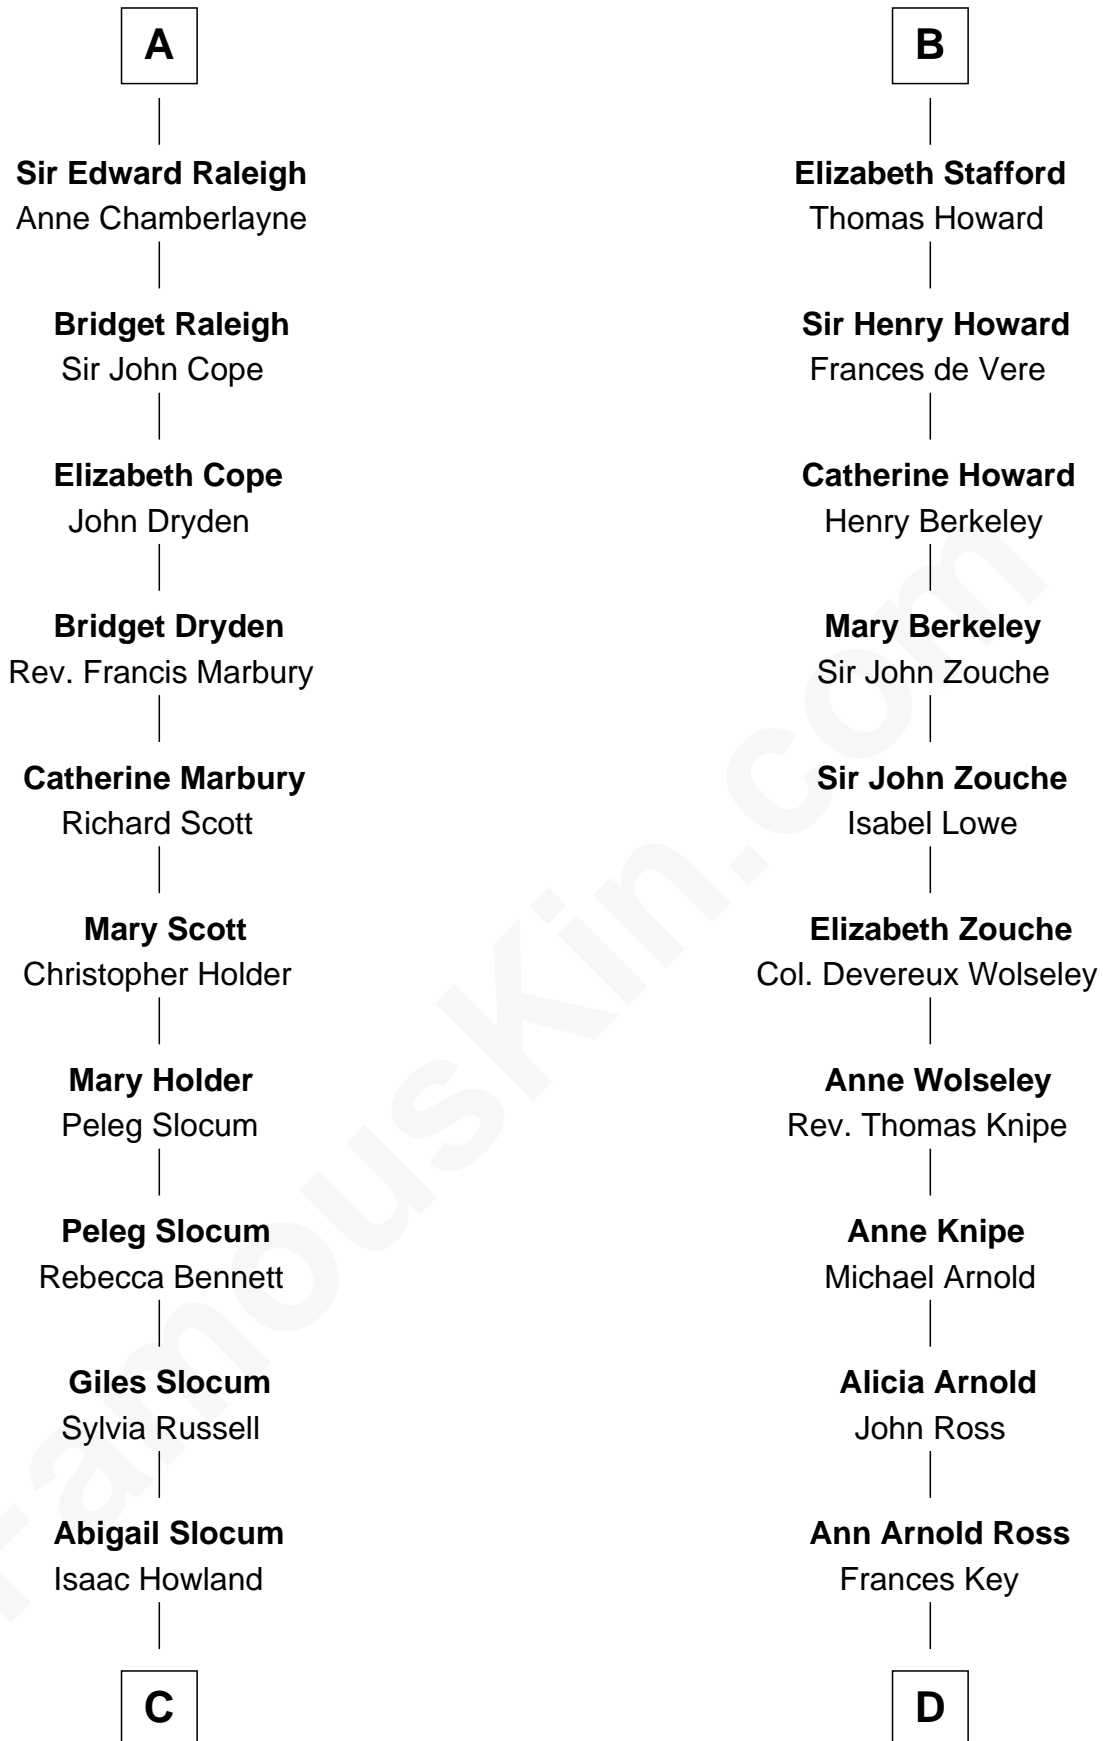 A
Sir Edward Raleigh
Anne Chamberlayne
Bridget Raleigh
Sir John Cope
Elizabeth Cope
John Dryden
Bridget Dryden
Rev. Francis Marbury
Catherine Marbury
Richard Scott
Mary Scott
Christopher Holder
Mary Holder
Peleg Slocum
Peleg Slocum
Rebecca Bennett
Giles Slocum
Sylvia Russell
Abigail Slocum
Isaac Howland
C
B
Elizabeth Stafford
Thomas Howard
Sir Henry Howard
Frances de Vere
Catherine Howard
Henry Berkeley
Mary Berkeley
Sir John Zouche
Sir John Zouche
Isabel Lowe
Elizabeth Zouche
Col. Devereux Wolseley
Anne Wolseley
Rev. Thomas Knipe
Anne Knipe
Michael Arnold
Alicia Arnold
John Ross
Ann Arnold Ross
Frances Key
D
FamousKin.com